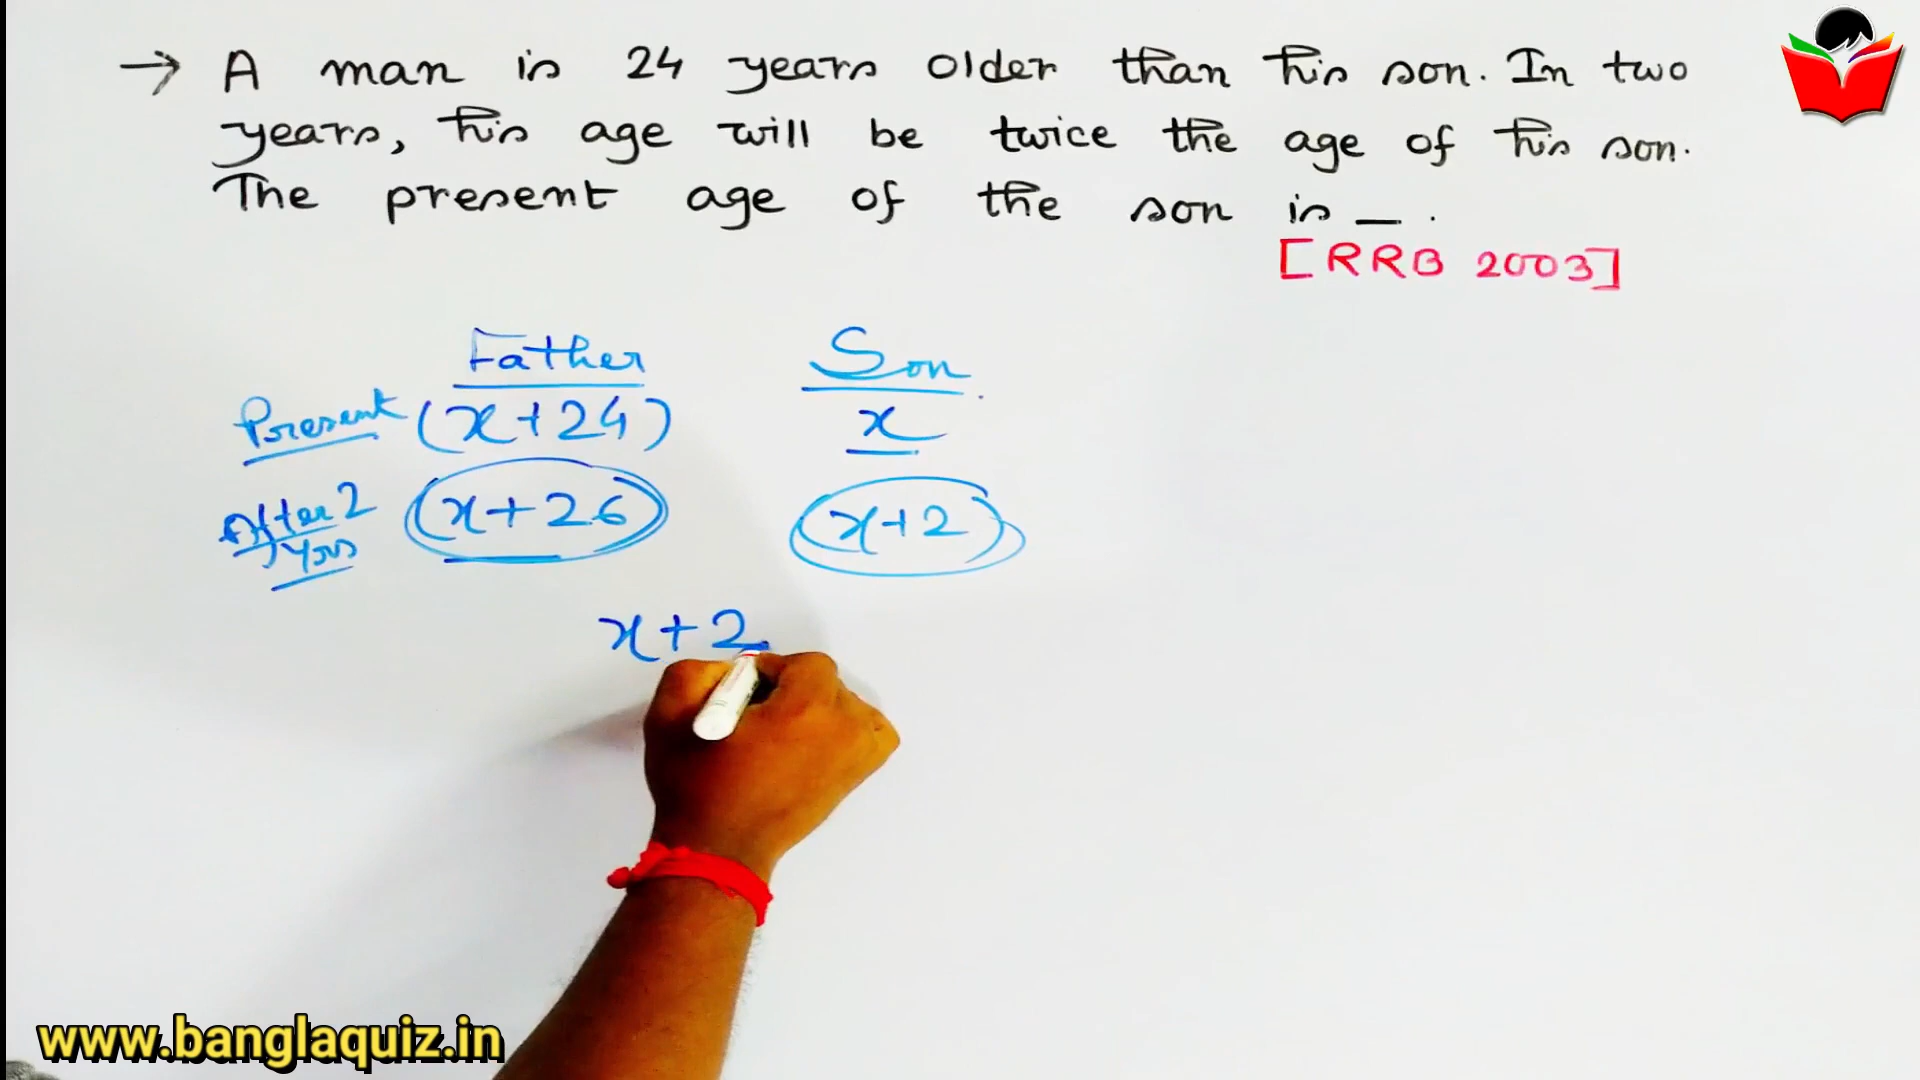 → A man is 24 years older than his son. In two
years, his age will be twice the age of his son.
The present age of the son is _ .
[RRB 2003]
Father Son
Present (x+24) x
After 2 (x+26) (x+2)
Yrs
x+2
www.banglaquiz.in